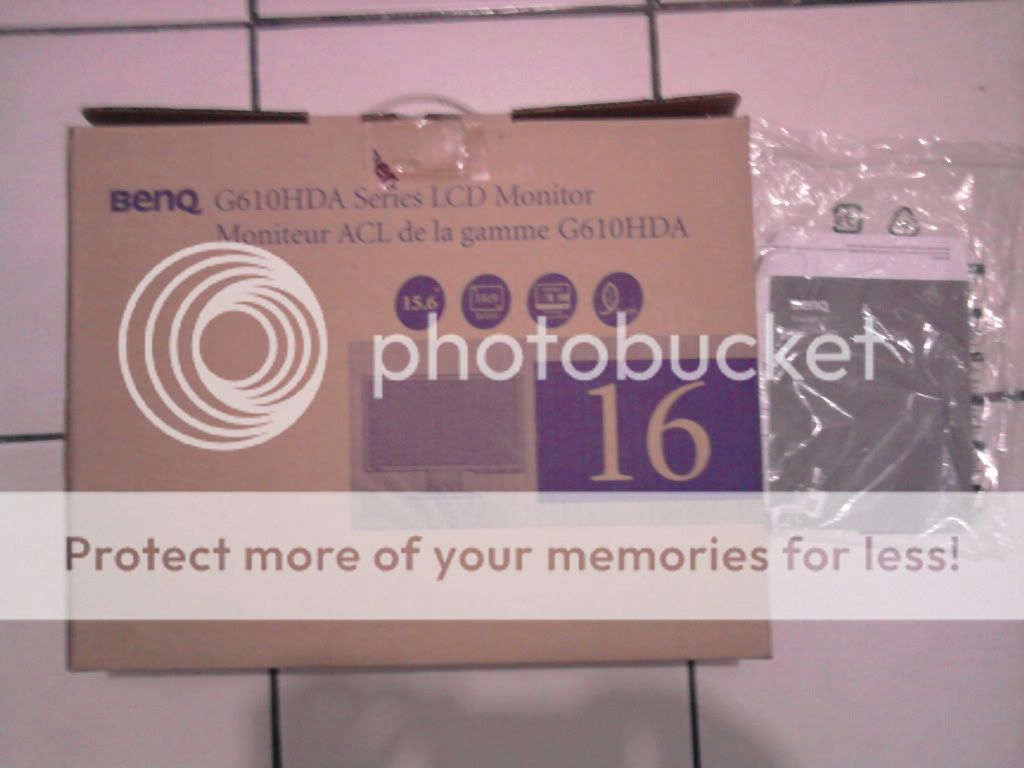 BenQ G610HDA Series LCD Monitor
Moniteur ACL de la gamme G610HDA
15.6
photobucket
BenQ
16
Protect more of your memories for less!